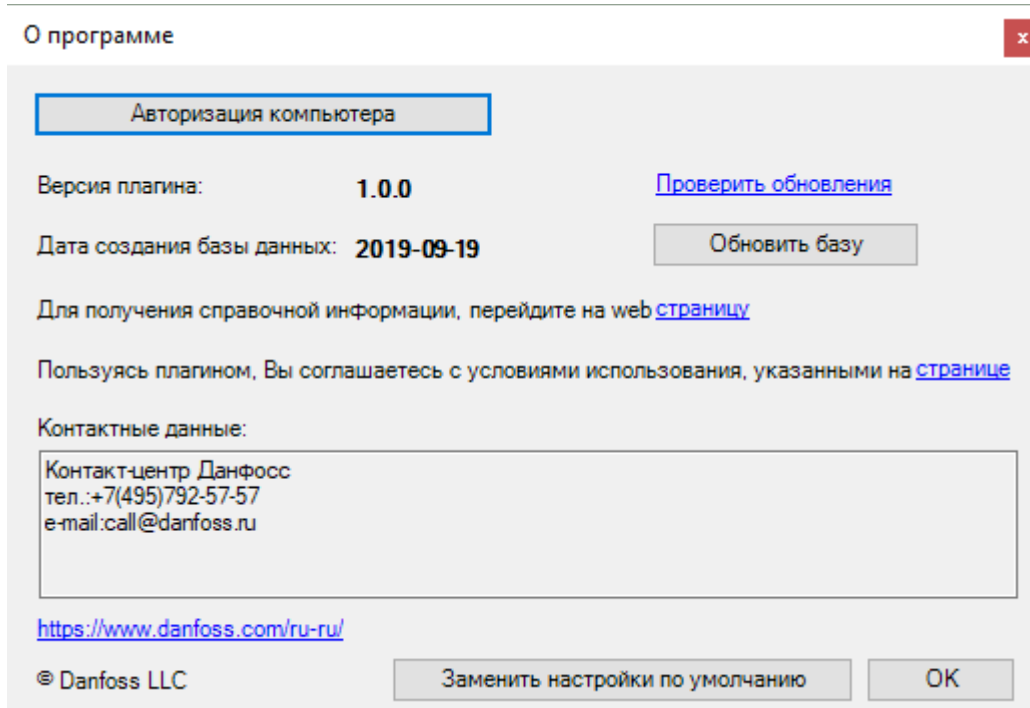 О программе
x
Авторизация компьютера
Версия плагина: 1.0.0 Проверить обновления
Дата создания базы данных: 2019-09-19 Обновить базу
Для получения справочной информации, перейдите на web страницу
Пользуясь плагином, Вы соглашаетесь с условиями использования, указанными на странице
Контактные данные:
Контакт-центр Данфосс
тел.:+7(495)792-57-57
e-mail:call@danfoss.ru
https://www.danfoss.com/ru-ru/
© Danfoss LLC Заменить настройки по умолчанию OK